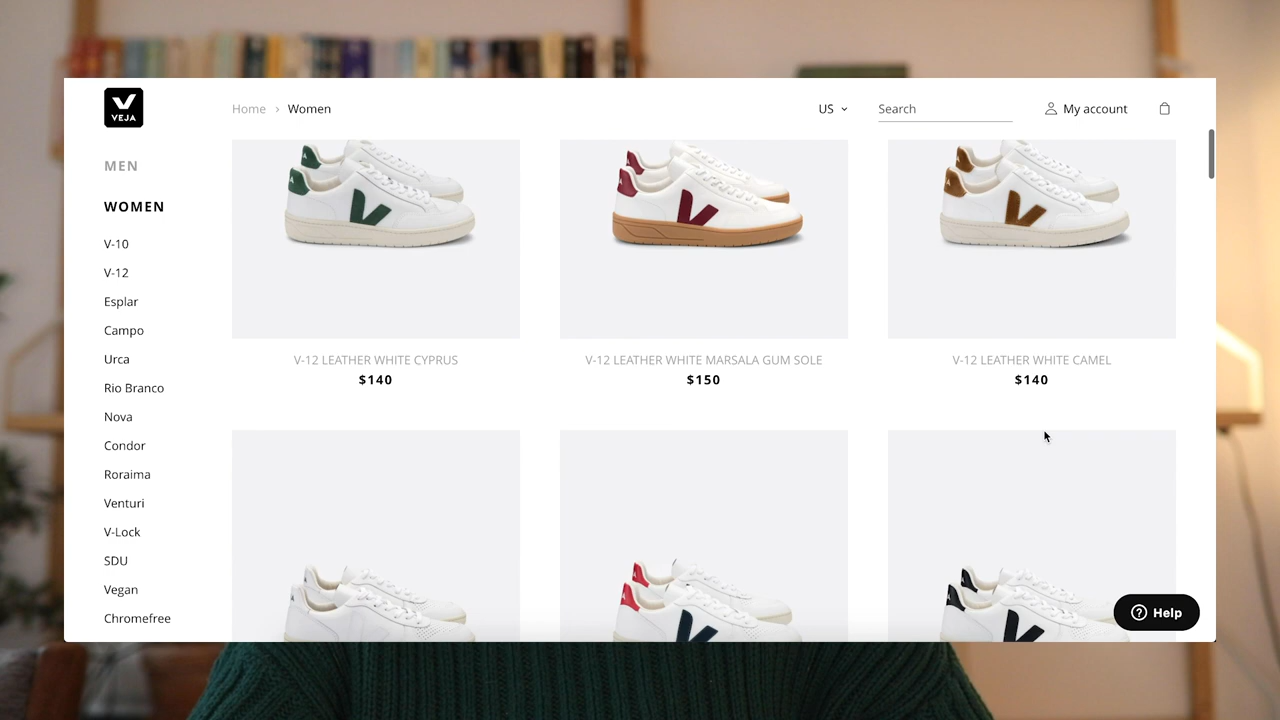 VEJA
Home > Women
US
Search
My account
MEN
WOMEN
V-10
V-12
Esplar
Campo
Urca
Rio Branco
Nova
Condor
Roraima
Venturi
V-Lock
SDU
Vegan
Chromefree
V-12 LEATHER WHITE CYPRUS
$140
V-12 LEATHER WHITE MARSALA GUM SOLE
$150
V-12 LEATHER WHITE CAMEL
$140
Help